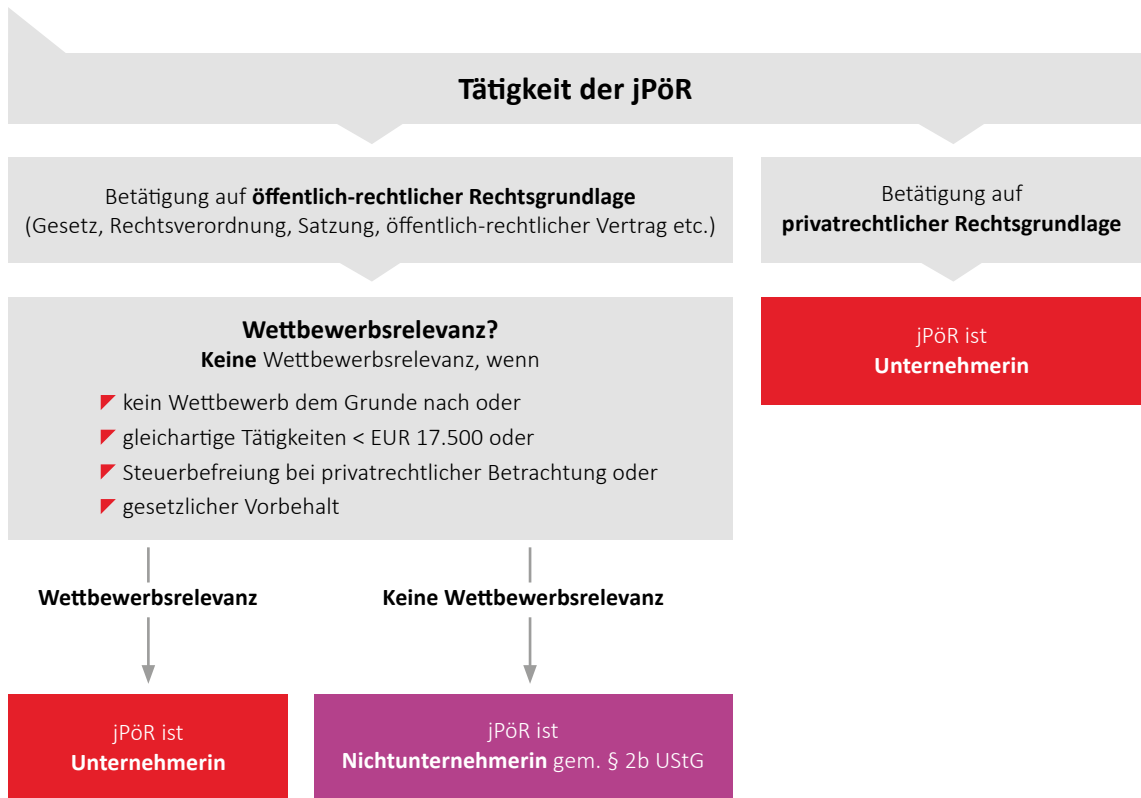 Tätigkeit der jPöR
Betätigung auf öffentlich-rechtlicher Rechtsgrundlage
(Gesetz, Rechtsverordnung, Satzung, öffentlich-rechtlicher Vertrag etc.)
Betätigung auf
privatrechtlicher Rechtsgrundlage
Wettbewerbsrelevanz?
Keine Wettbewerbsrelevanz, wenn
kein Wettbewerb dem Grunde nach oder
gleichartige Tätigkeiten < EUR 17.500 oder
Steuerbefreiung bei privatrechtlicher Betrachtung oder
gesetzlicher Vorbehalt
jPöR ist
Unternehmerin
Wettbewerbsrelevanz
Keine Wettbewerbsrelevanz
jPöR ist
Unternehmerin
jPöR ist
Nichtunternehmerin gem. § 2b UStG